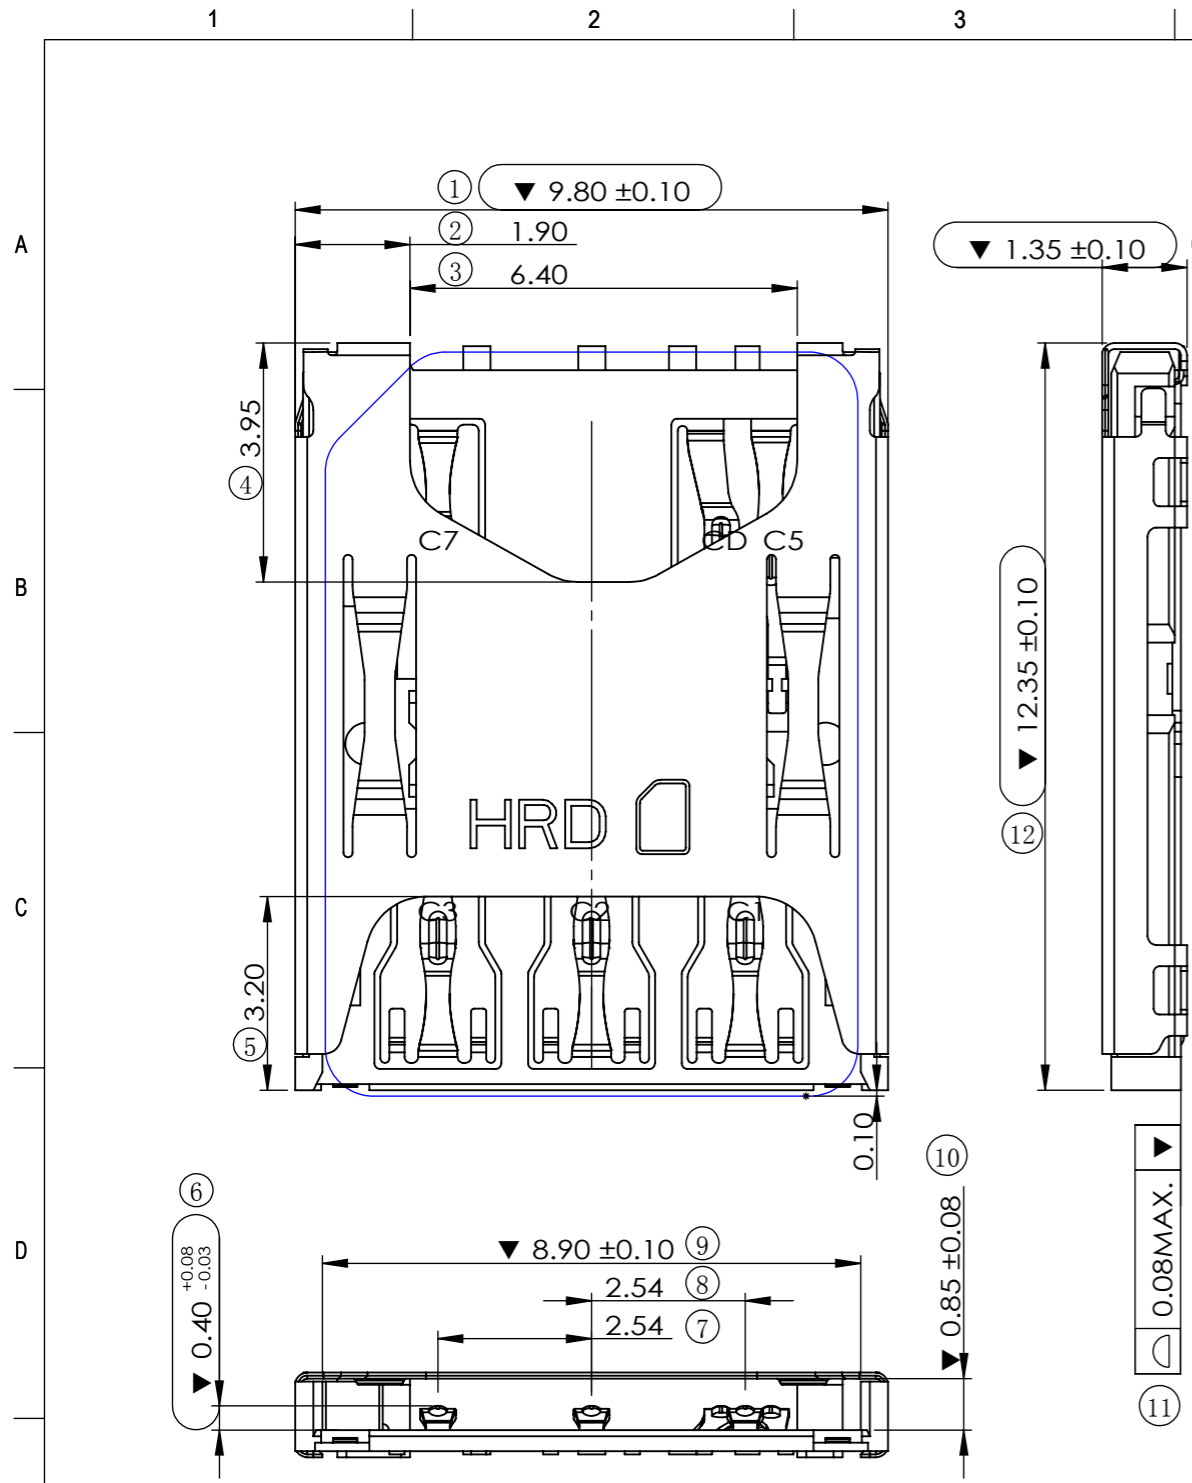 1 2 3
A
B
C
D
① ▼ 9.80 ±0.10
② 1.90
③ 6.40
▼ 1.35 ±0.10
④ 3.95
C7 CD C5
▼ 12.35 ±0.10
⑫
HRD
C3 C2 C1
⑤ 3.20
0.10
⑥
▼ 0.40 +0.08 -0.03
▼ 8.90 ±0.10 ⑨
2.54 ⑧
2.54 ⑦
⑩
▼ 0.85 ±0.08
0.08MAX. ▼
⑪